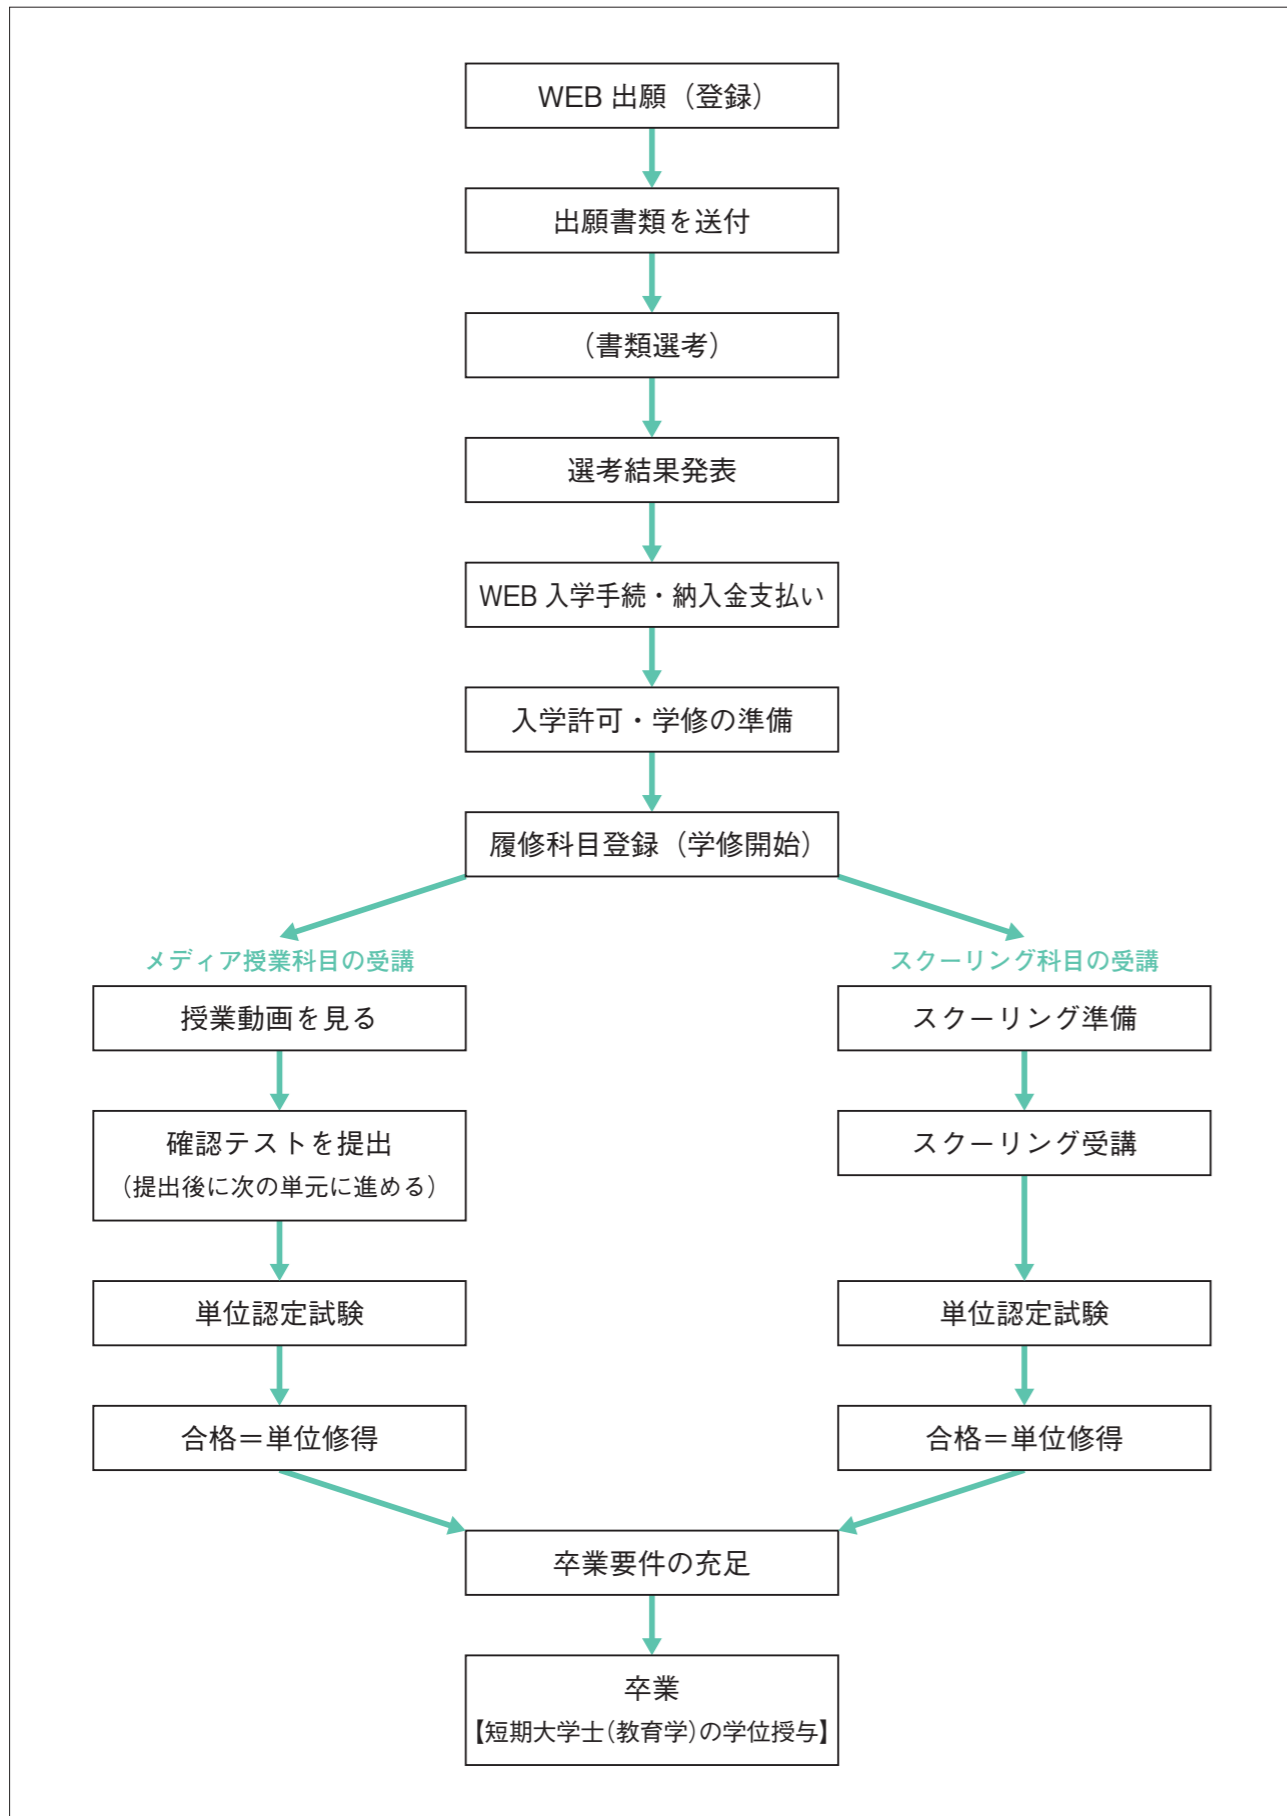 WEB 出願（登録）
出願書類を送付
（書類選考）
選考結果発表
WEB 入学手続・納入金支払い
入学許可・学修の準備
履修科目登録（学修開始）
メディア授業科目の受講
授業動画を見る
確認テストを提出
（提出後に次の単元に進める）
単位認定試験
合格＝単位修得
スクーリング科目の受講
スクーリング準備
スクーリング受講
単位認定試験
合格＝単位修得
卒業要件の充足
卒業
【短期大学士（教育学）の学位授与】